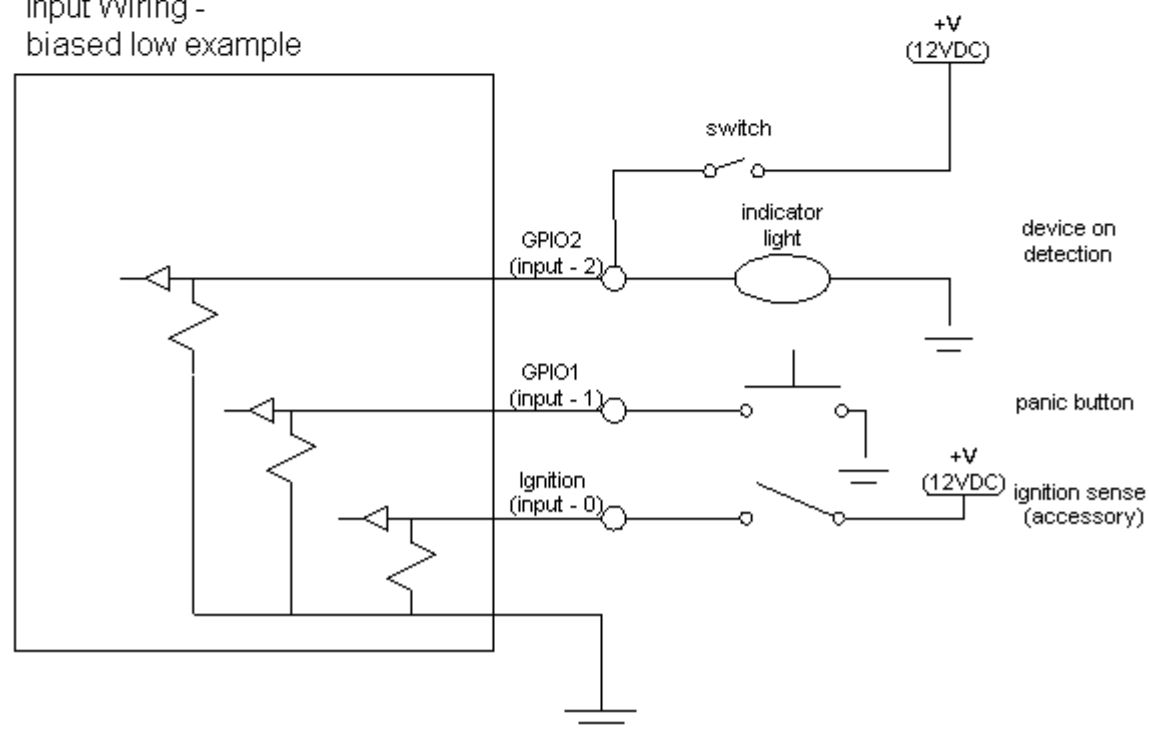 Input Wiring -
biased low example
+V
(12VDC)
switch
indicator
light
device on
detection
GPIO2
(input - 2)
GPIO1
(input - 1)
panic button
+V
(12VDC)
Ignition
(input - 0)
ignition sense
(accessory)